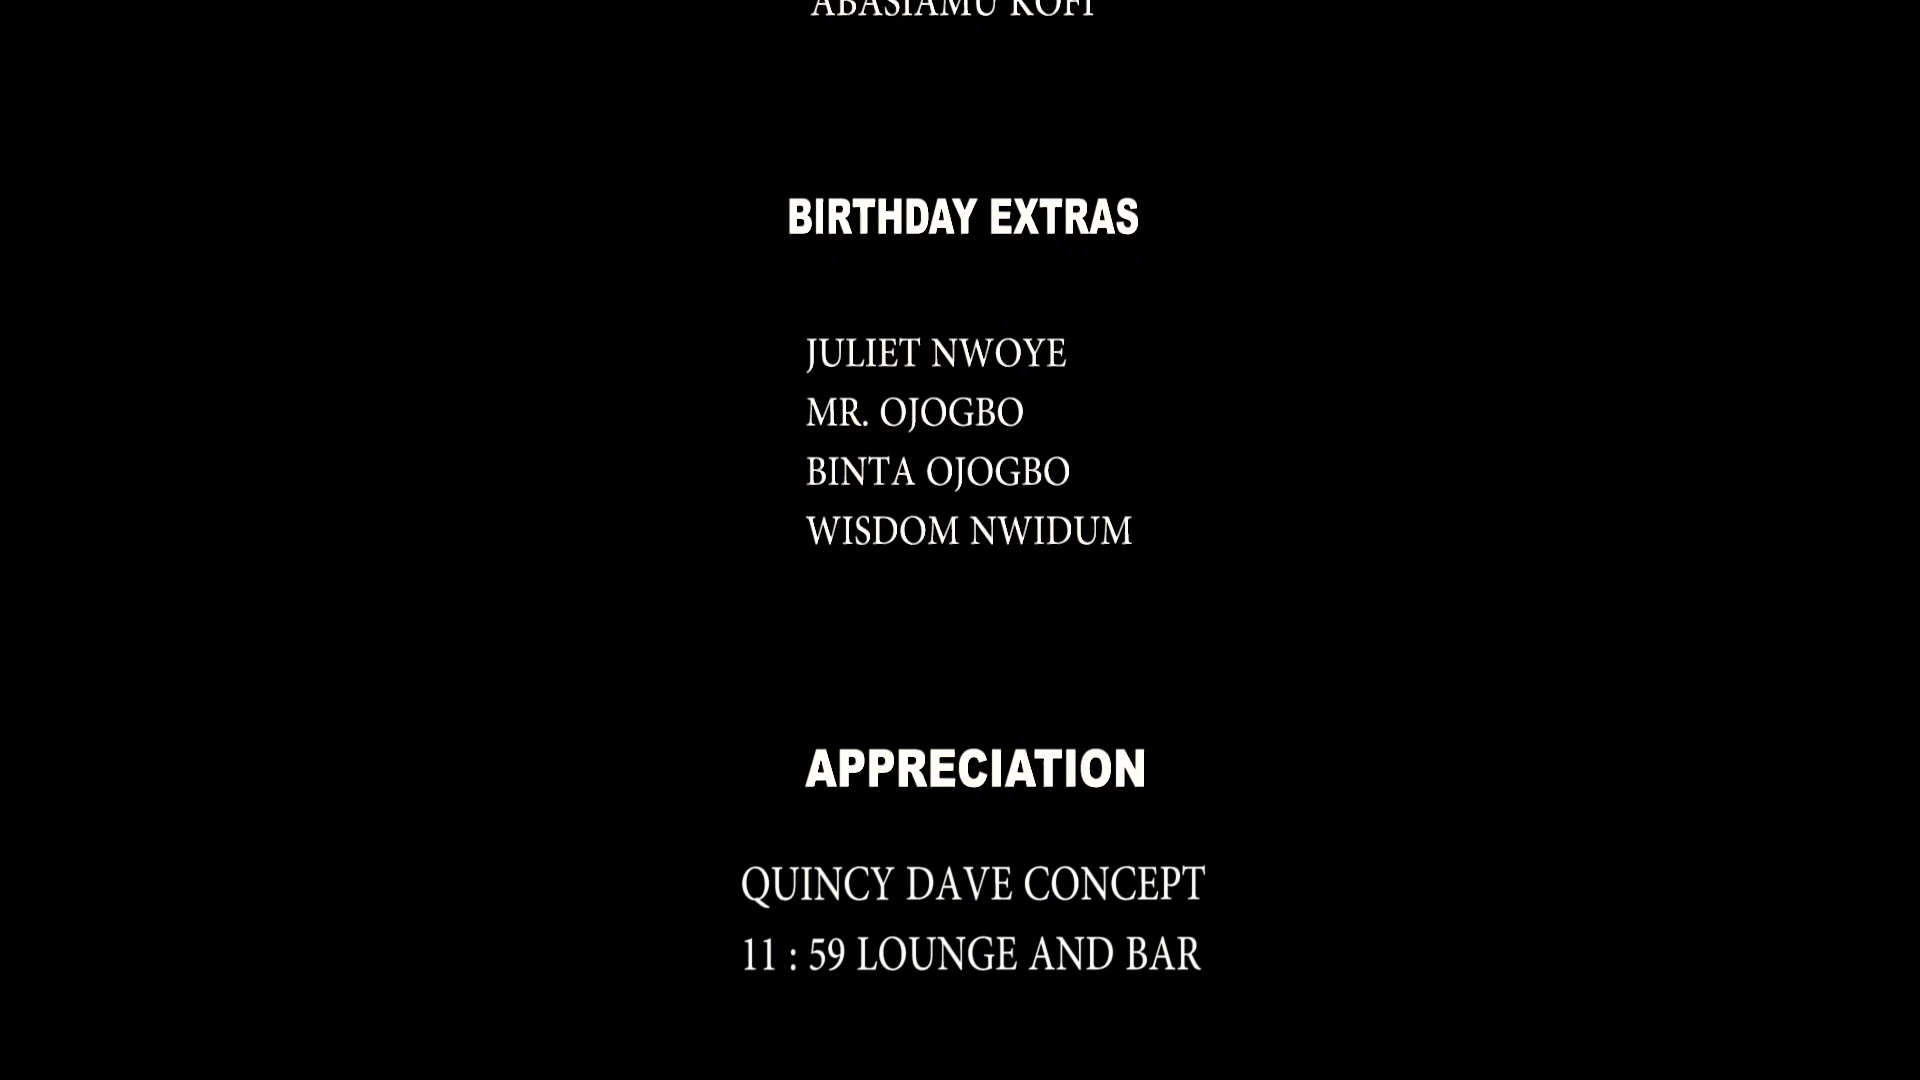 ABASIAMU KOFI
BIRTHDAY EXTRAS
JULIET NWOYE
MR. OJOGBO
BINTA OJOGBO
WISDOM NWIDUM
APPRECIATION
QUINCY DAVE CONCEPT
11 : 59 LOUNGE AND BAR